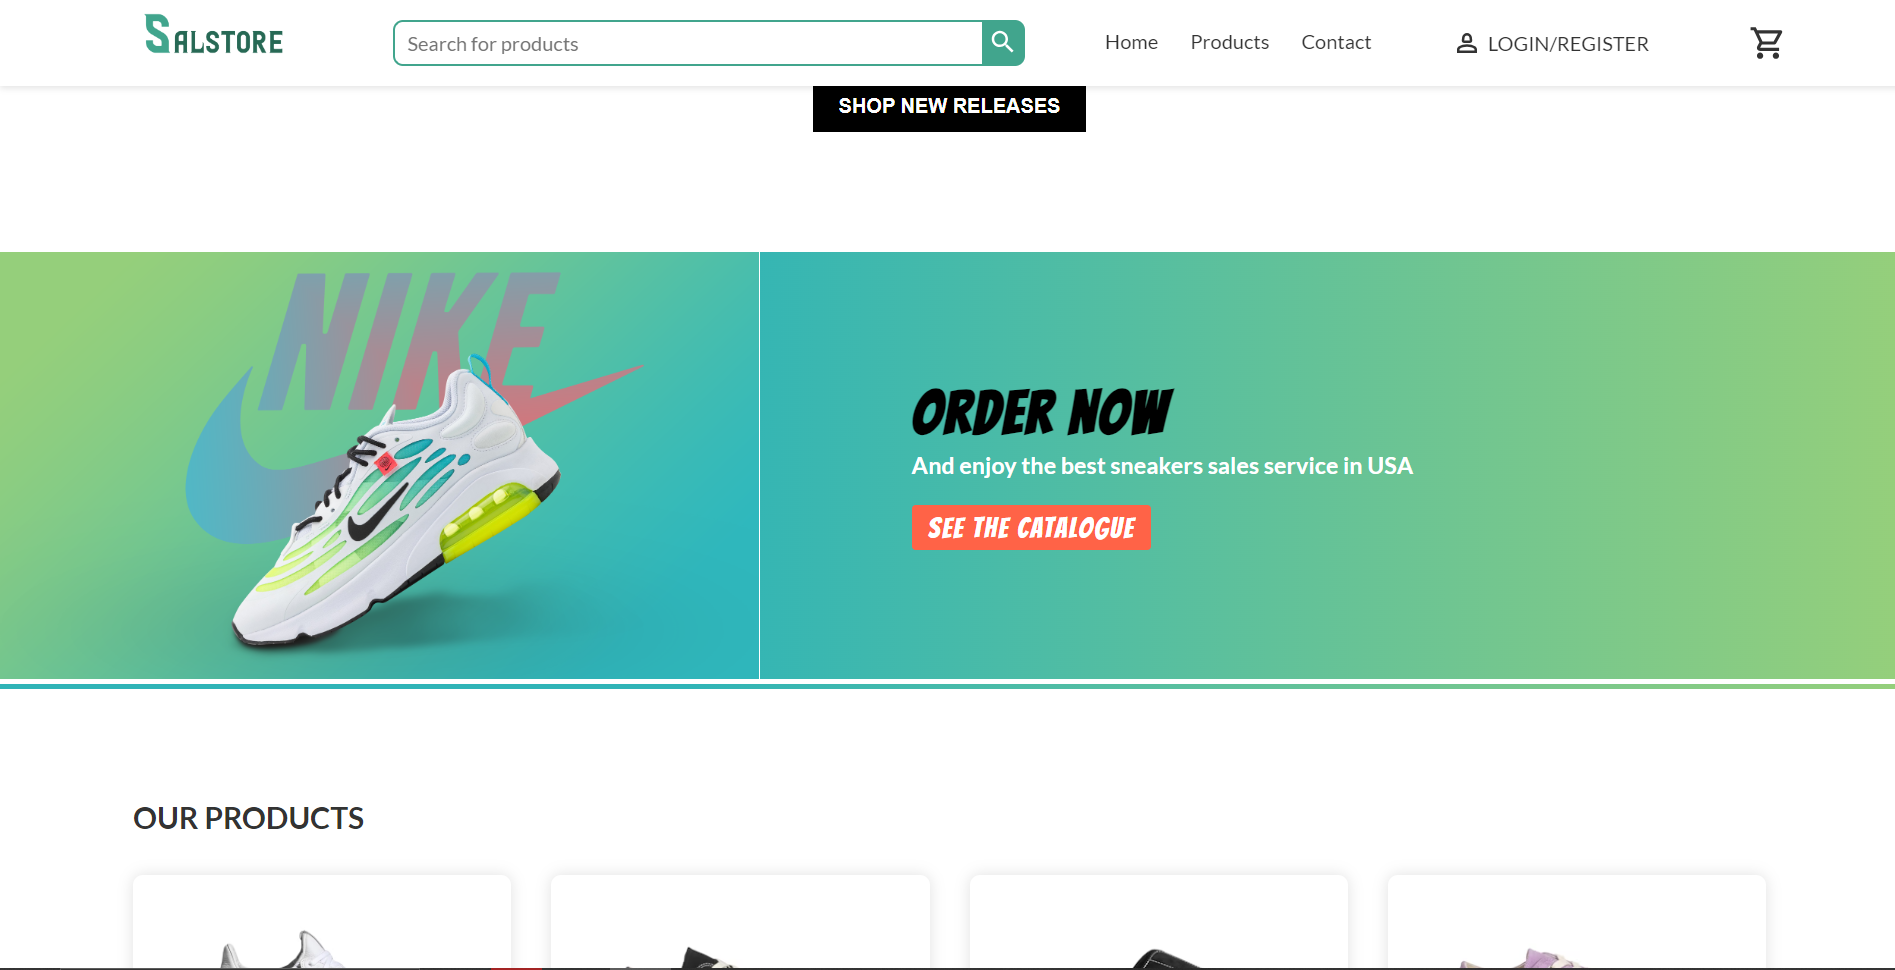 SALSTORE
Search for products
Home
Products
Contact
LOGIN/REGISTER
SHOP NEW RELEASES
NIKE
ORDER NOW
And enjoy the best sneakers sales service in USA
SEE THE CATALOGUE
OUR PRODUCTS